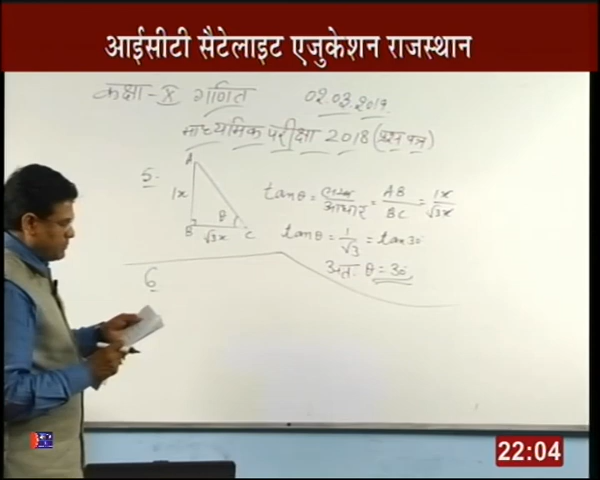 आईसीटी सैटेलाइट एजुकेशन राजस्थान
कक्षा-X गणित 02.03.2019
माध्यमिक परीक्षा 2018 (प्रश्न पत्र)
5.
A
1x
B
θ
√3x
C
tanθ = लम्ब/आधार = AB/BC = 1x/√3x
tanθ = 1/√3 = tan30°
अतः θ = 30°
6
22:04